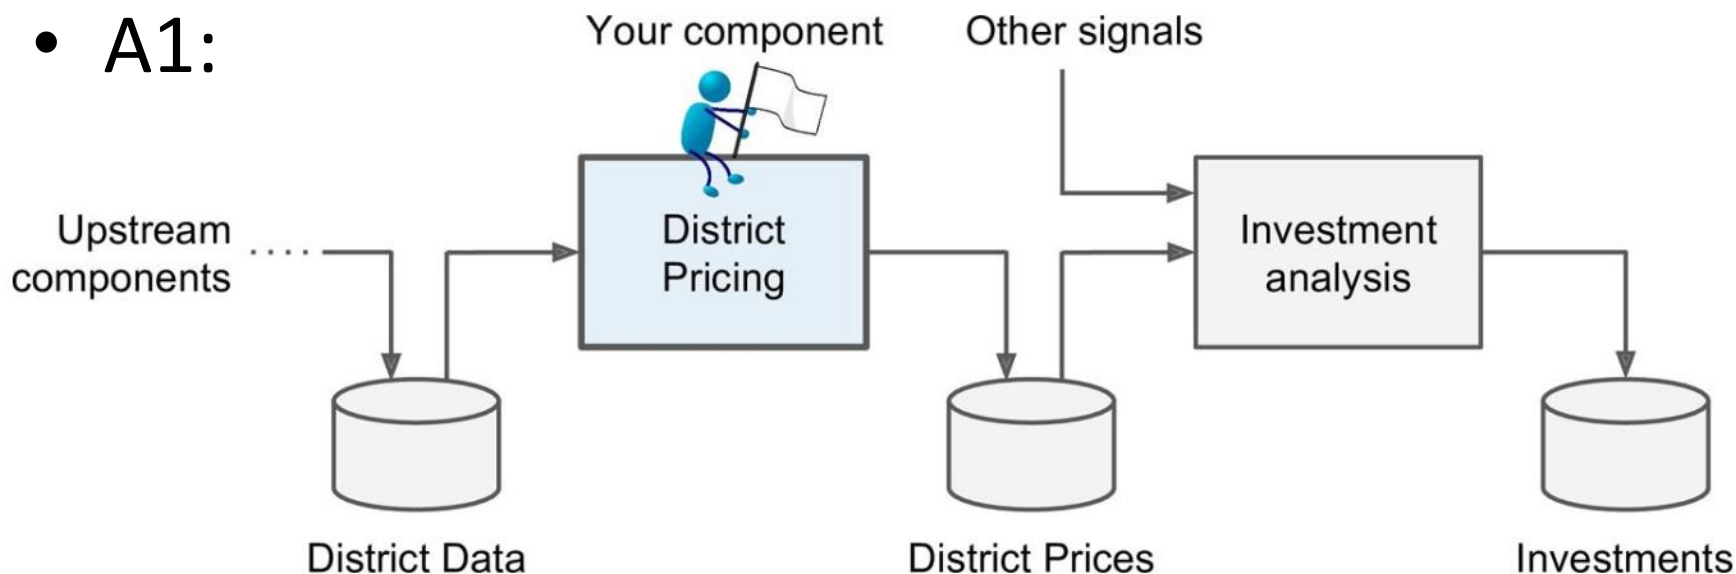 • A1:
Your component
Other signals
Upstream
components
District
Pricing
Investment
analysis
District Data
District Prices
Investments